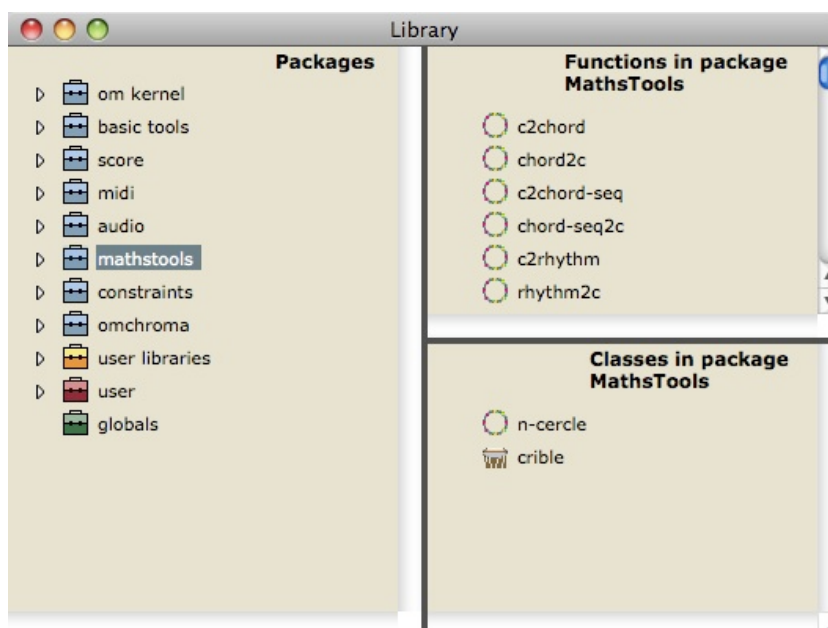 Library
Packages
om kernel
basic tools
score
midi
audio
mathstools
constraints
omchroma
user libraries
user
globals
Functions in package
MathsTools
c2chord
chord2c
c2chord-seq
chord-seq2c
c2rhythm
rhythm2c
Classes in package
MathsTools
n-cercle
crible